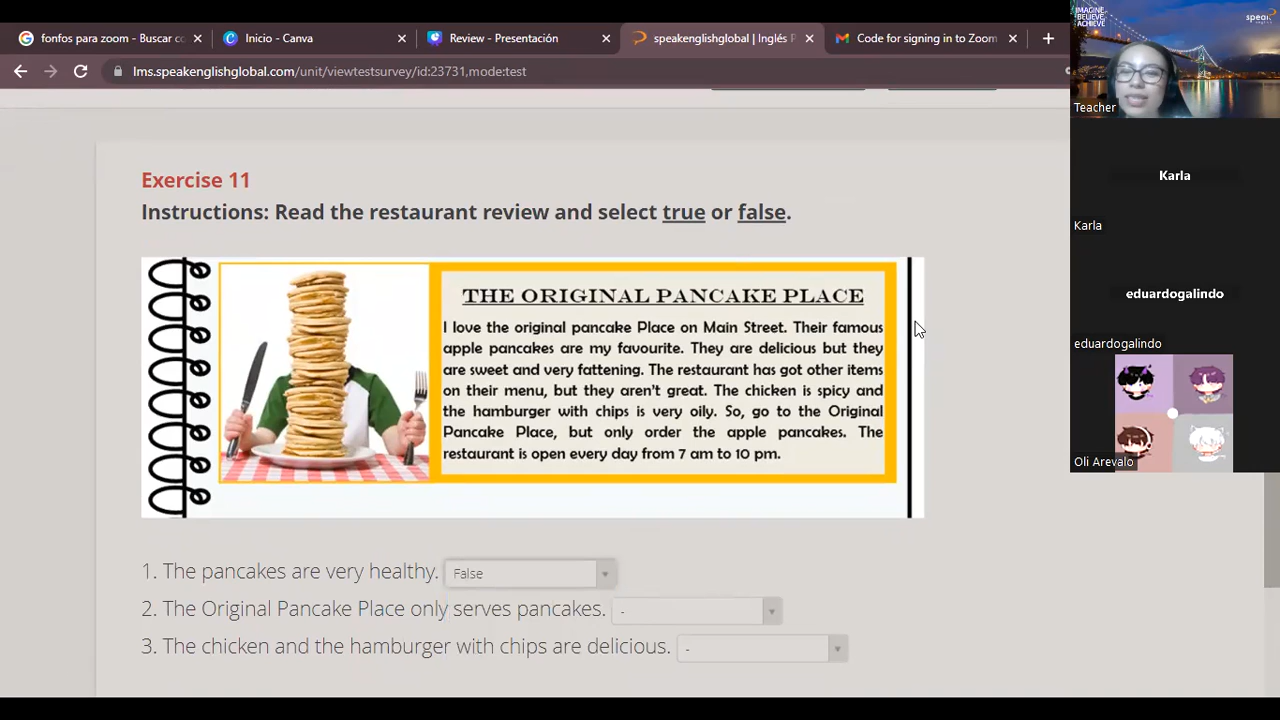 fonfos para zoom - Buscar co
Inicio - Canva
Review - Presentación
speakenglishglobal | Inglés P
Code for signing in to Zoom
lms.speakenglishglobal.com/unit/viewtestsurvey/id:23731,mode:test
IMAGINE
BELIEVE
ACHIEVE
speak
Teacher
Karla
Karla
eduardogalindo
eduardogalindo
Oli Arevalo
Exercise 11
Instructions: Read the restaurant review and select true or false.
THE ORIGINAL PANCAKE PLACE
I love the original pancake Place on Main Street. Their famous
apple pancakes are my favourite. They are delicious but they
are sweet and very fattening. The restaurant has got other items
on their menu, but they aren't great. The chicken is spicy and
the hamburger with chips is very oily. So, go to the Original
Pancake Place, but only order the apple pancakes. The
restaurant is open every day from 7 am to 10 pm.
1. The pancakes are very healthy. False
2. The Original Pancake Place only serves pancakes. -
3. The chicken and the hamburger with chips are delicious. -